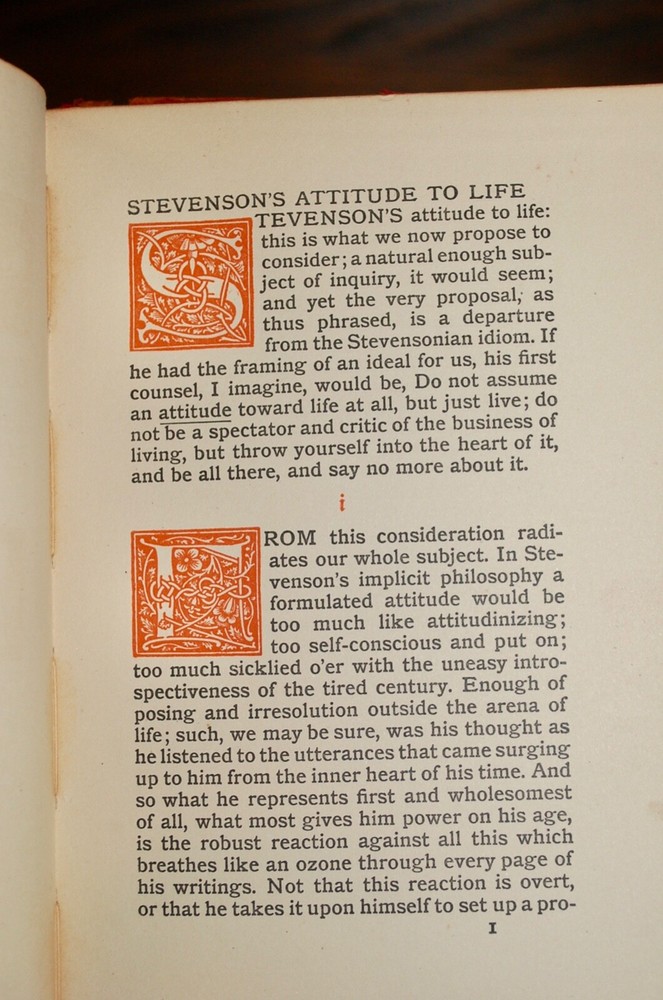 STEVENSON'S ATTITUDE TO LIFE
STEVENSON'S attitude to life:
this is what we now propose to
consider; a natural enough sub-
ject of inquiry, it would seem;
and yet the very proposal, as
thus phrased, is a departure
from the Stevensonian idiom. If
he had the framing of an ideal for us, his first
counsel, I imagine, would be, Do not assume
an attitude toward life at all, but just live; do
not be a spectator and critic of the business of
living, but throw yourself into the heart of it,
and be all there, and say no more about it.
i
FROM this consideration radi-
ates our whole subject. In Ste-
venson's implicit philosophy a
formulated attitude would be
too much like attitudinizing;
too self-conscious and put on;
too much sicklied o'er with the uneasy intro-
spectiveness of the tired century. Enough of
posing and irresolution outside the arena of
life; such, we may be sure, was his thought as
he listened to the utterances that came surging
up to him from the inner heart of his time. And
so what he represents first and wholesomest
of all, what most gives him power on his age,
is the robust reaction against all this which
breathes like an ozone through every page of
his writings. Not that this reaction is overt,
or that he takes it upon himself to set up a pro-
1